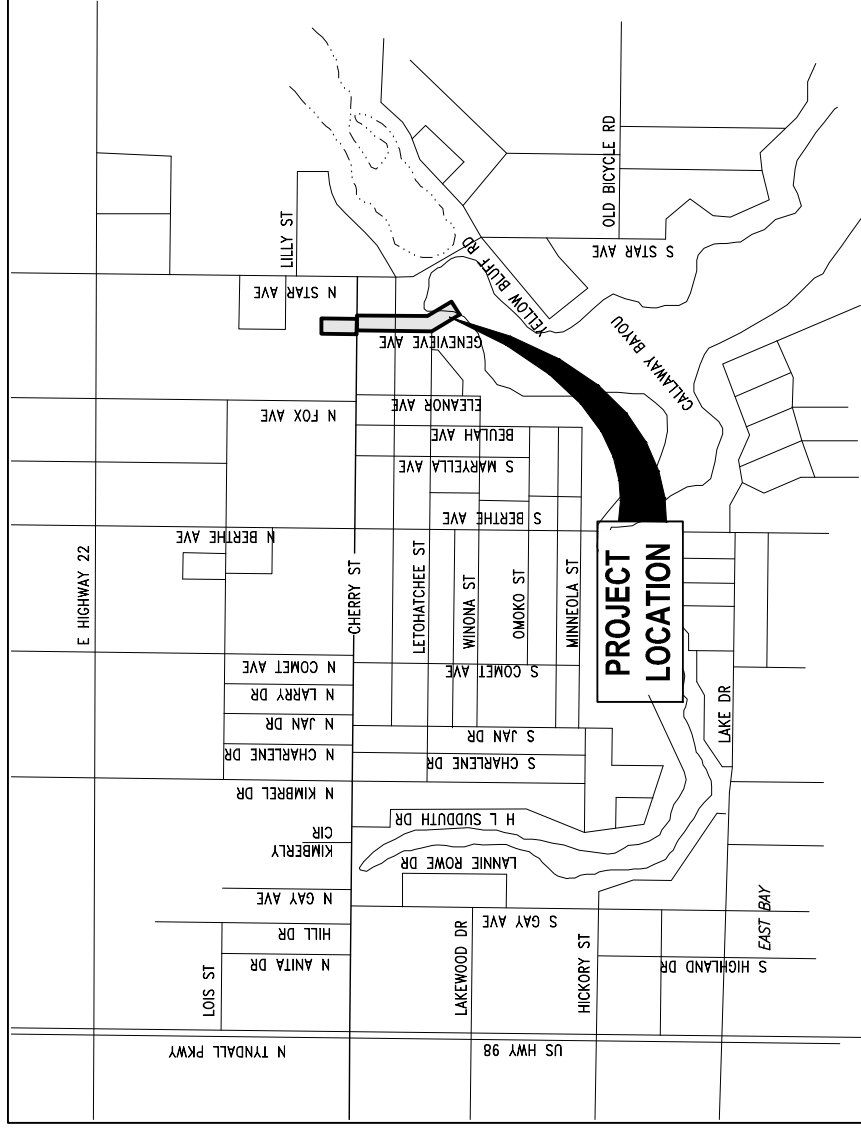 E HIGHWAY 22
LILLY ST
N STAR AVE
YELLOW BLUFF RD
OLD BICYCLE RD
S STAR AVE
GENEVIEVE AVE
CALLAWAY BAYOU
N FOX AVE
ELEANOR AVE
BEULAH AVE
S MARYELLA AVE
S BERTHE AVE
N BERTHE AVE
CHERRY ST
LETOHATCHEE ST
WINONA ST
OMOKO ST
MINNEOLA ST
PROJECT
LOCATION
N COMET AVE
S COMET AVE
N LARRY DR
N JAN DR
S JAN DR
LAKE DR
N CHARLENE DR
S CHARLENE DR
N KIMBREL DR
H L SUDDUTH DR
KIMBERLY
CIR
LANNIE ROWE DR
N GAY AVE
S GAY AVE
EAST BAY
HILL DR
LAKEWOOD DR
HICKORY ST
N ANITA DR
S HIGHLAND DR
LOIS ST
N TYNDALL PKWY
US HWY 98